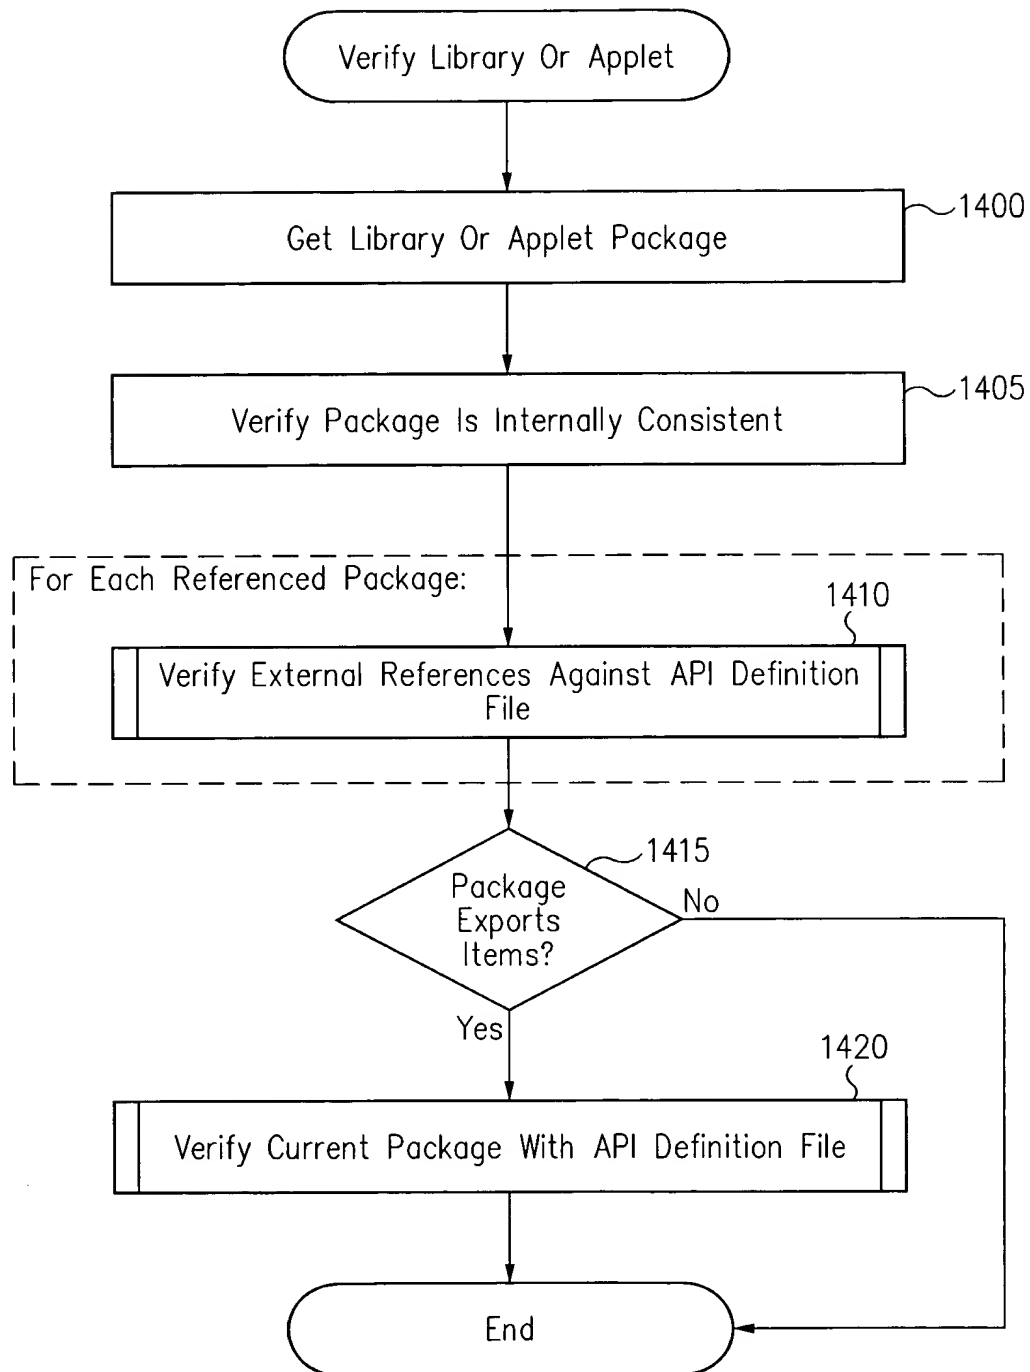 Verify Library Or Applet
1400
Get Library Or Applet Package
1405
Verify Package Is Internally Consistent
For Each Referenced Package:
1410
Verify External References Against API Definition
File
1415
Package
Exports
Items?
No
Yes
1420
Verify Current Package With API Definition File
End